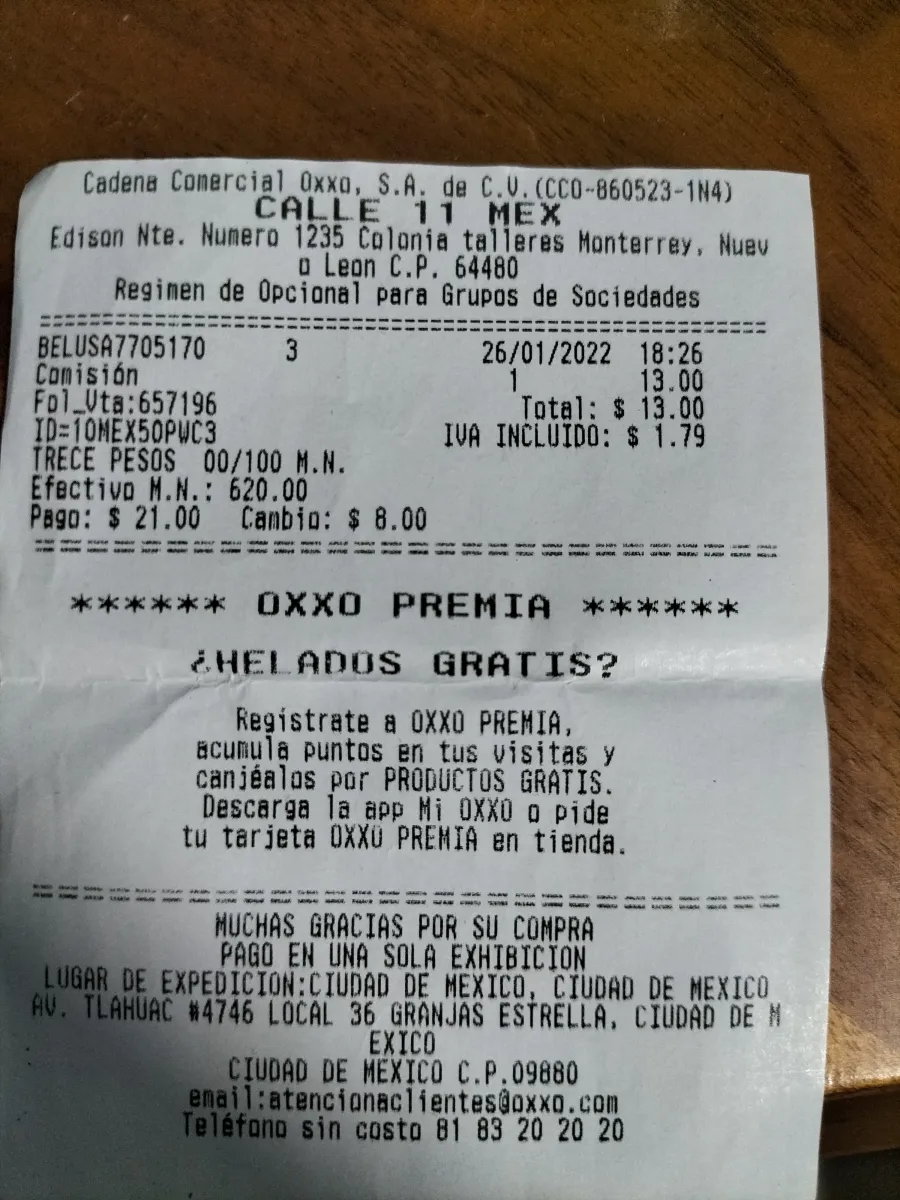 Cadena Comercial Oxxo, S.A. de C.V.(CCO-860523-1N4)
CALLE 11 MEX
Edison Nte. Numero 1235 Colonia talleres Monterrey, Nuev
o Leon C.P. 64480
Regimen de Opcional para Grupos de Sociedades
BELUSA7705170 3 26/01/2022 18:26
Comisión 1 13.00
Fol_Vta:657196 Total: $ 13.00
ID=10MEX50PWC3 IVA INCLUIDO: $ 1.79
TRECE PESOS 00/100 M.N.
Efectivo M.N.: 620.00
Pago: $ 21.00 Cambio: $ 8.00
****** OXXO PREMIA ******
¿HELADOS GRATIS?
Regístrate a OXXO PREMIA,
acumula puntos en tus visitas y
canjéalos por PRODUCTOS GRATIS.
Descarga la app Mi OXXO o pide
tu tarjeta OXXO PREMIA en tienda.
MUCHAS GRACIAS POR SU COMPRA
PAGO EN UNA SOLA EXHIBICION
LUGAR DE EXPEDICION:CIUDAD DE MEXICO, CIUDAD DE MEXICO
AV. TLAHUAC #4746 LOCAL 36 GRANJAS ESTRELLA, CIUDAD DE M
EXICO
CIUDAD DE MEXICO C.P.09880
email:atencionaclientes@oxxo.com
Teléfono sin costo 81 83 20 20 20